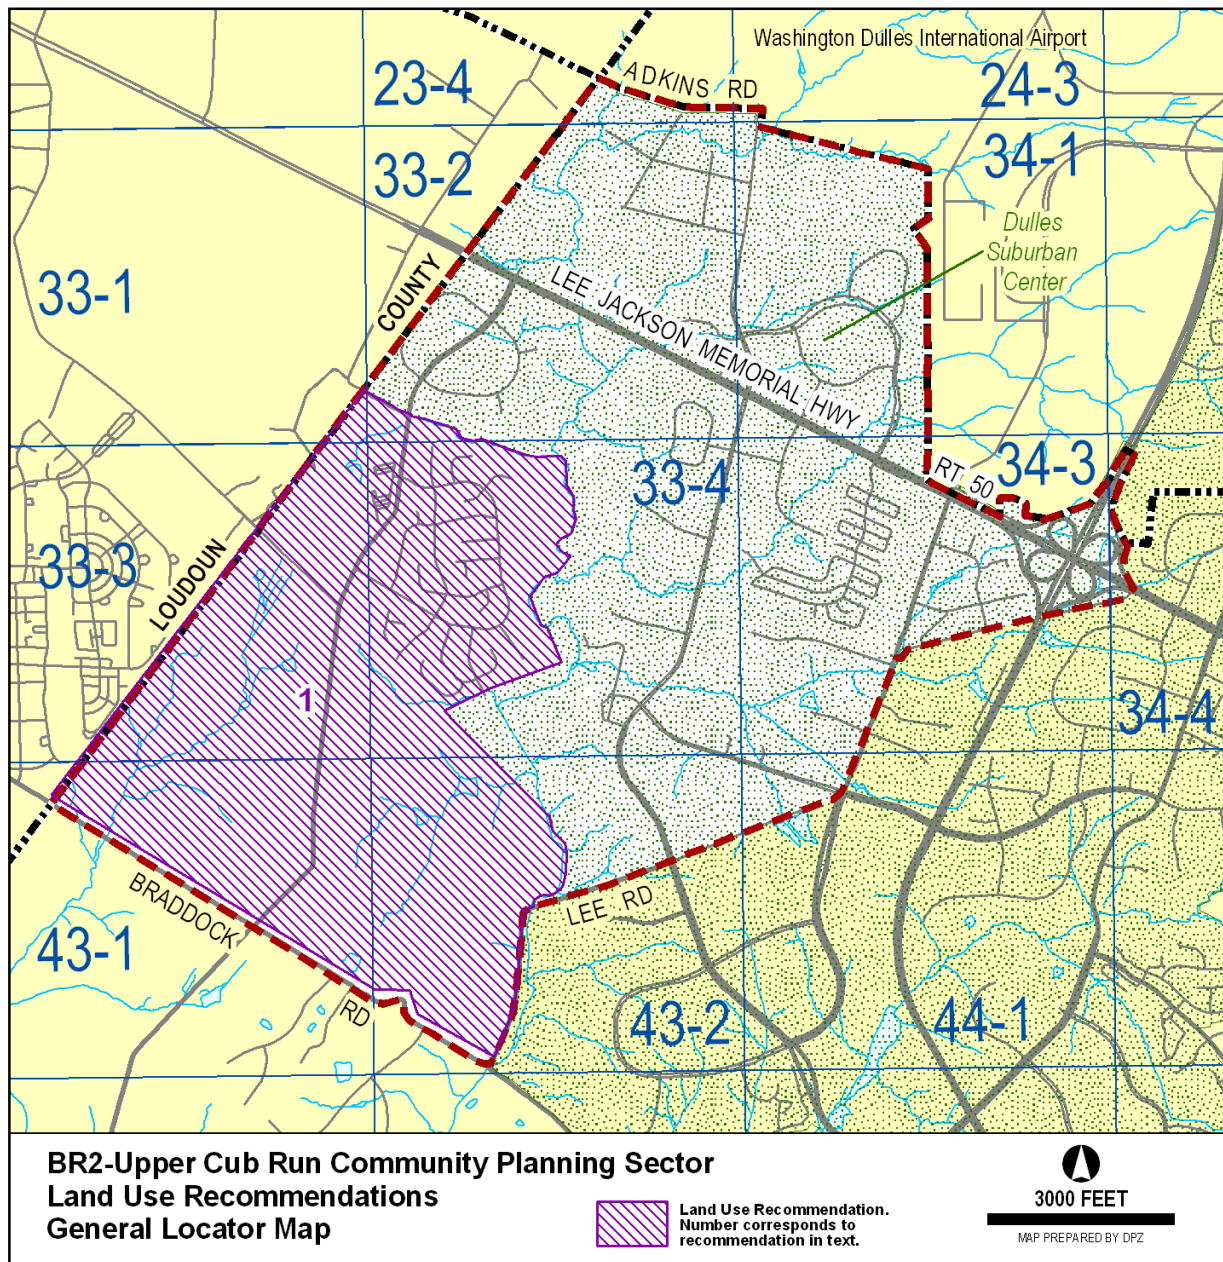 Washington Dulles International Airport
ADKINS RD
23-4
24-3
33-2
34-1
Dulles
Suburban
Center
33-1
COUNTY
LEE JACKSON MEMORIAL HWY
RT 50
33-4
34-3
33-3
LOUDOUN
1
34-4
BRADDOCK
RD
LEE RD
43-1
43-2
44-1
BR2-Upper Cub Run Community Planning Sector
Land Use Recommendations
General Locator Map
Land Use Recommendation.
Number corresponds to
recommendation in text.
3000 FEET
MAP PREPARED BY DPZ